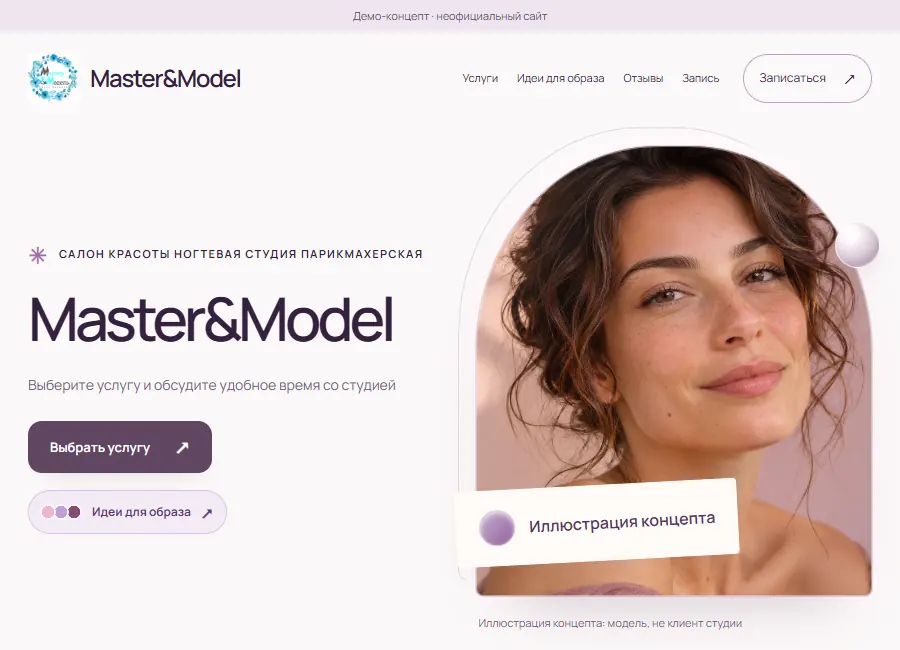 Демо-концепт · неофициальный сайт
Master&Model
Услуги
Идеи для образа
Отзывы
Запись
Записаться ↗
САЛОН КРАСОТЫ НОГТЕВАЯ СТУДИЯ ПАРИКМАХЕРСКАЯ
Master&Model
Выберите услугу и обсудите удобное время со студией
Выбрать услугу ↗
Идеи для образа ↗
Иллюстрация концепта
Иллюстрация концепта: модель, не клиент студии